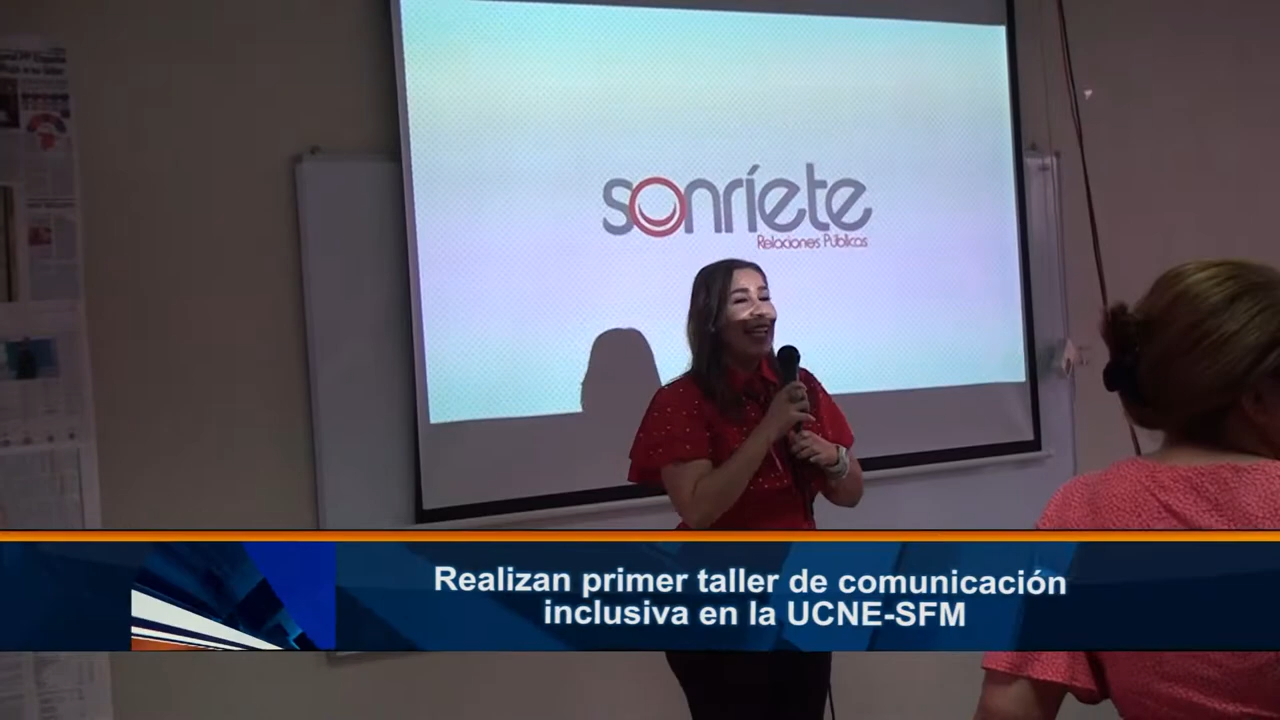 sonríete
Relaciones Públicas
Realizan primer taller de comunicación
inclusiva en la UCNE-SFM